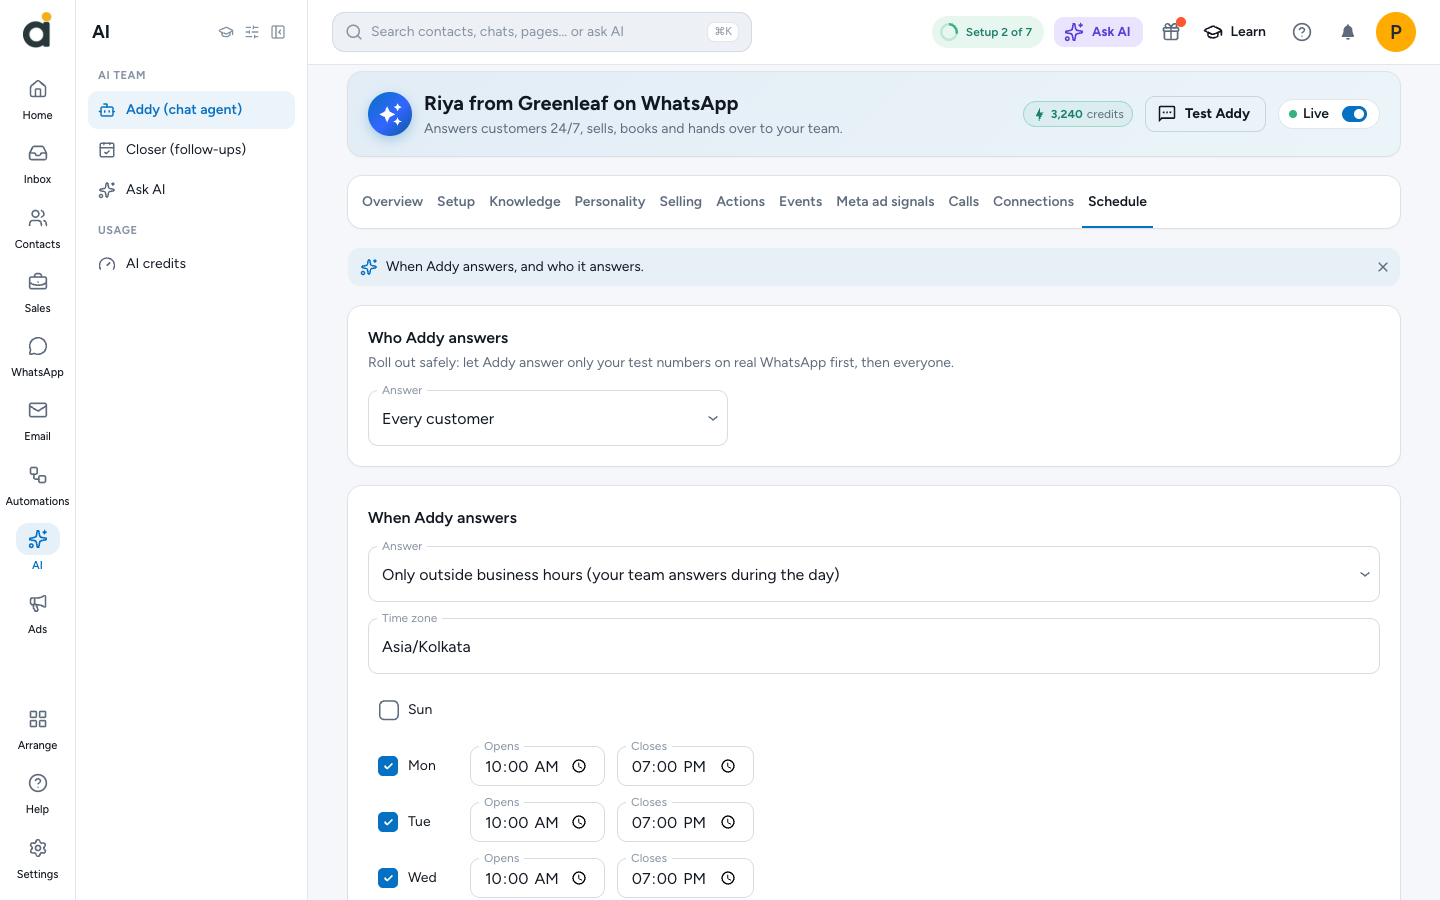 AI
Search contacts, chats, pages... or ask AI
⌘K
Setup 2 of 7
Ask AI
Learn
P
Home
Inbox
Contacts
Sales
WhatsApp
Email
Automations
AI
Ads
Arrange
Help
Settings
AI TEAM
Addy (chat agent)
Closer (follow-ups)
Ask AI
USAGE
AI credits
Riya from Greenleaf on WhatsApp
Answers customers 24/7, sells, books and hands over to your team.
3,240 credits
Test Addy
Live
Overview
Setup
Knowledge
Personality
Selling
Actions
Events
Meta ad signals
Calls
Connections
Schedule
When Addy answers, and who it answers.
Who Addy answers
Roll out safely: let Addy answer only your test numbers on real WhatsApp first, then everyone.
Answer
Every customer
When Addy answers
Answer
Only outside business hours (your team answers during the day)
Time zone
Asia/Kolkata
Sun
Mon
Opens
10:00 AM
Closes
07:00 PM
Tue
Opens
10:00 AM
Closes
07:00 PM
Wed
Opens
10:00 AM
Closes
07:00 PM